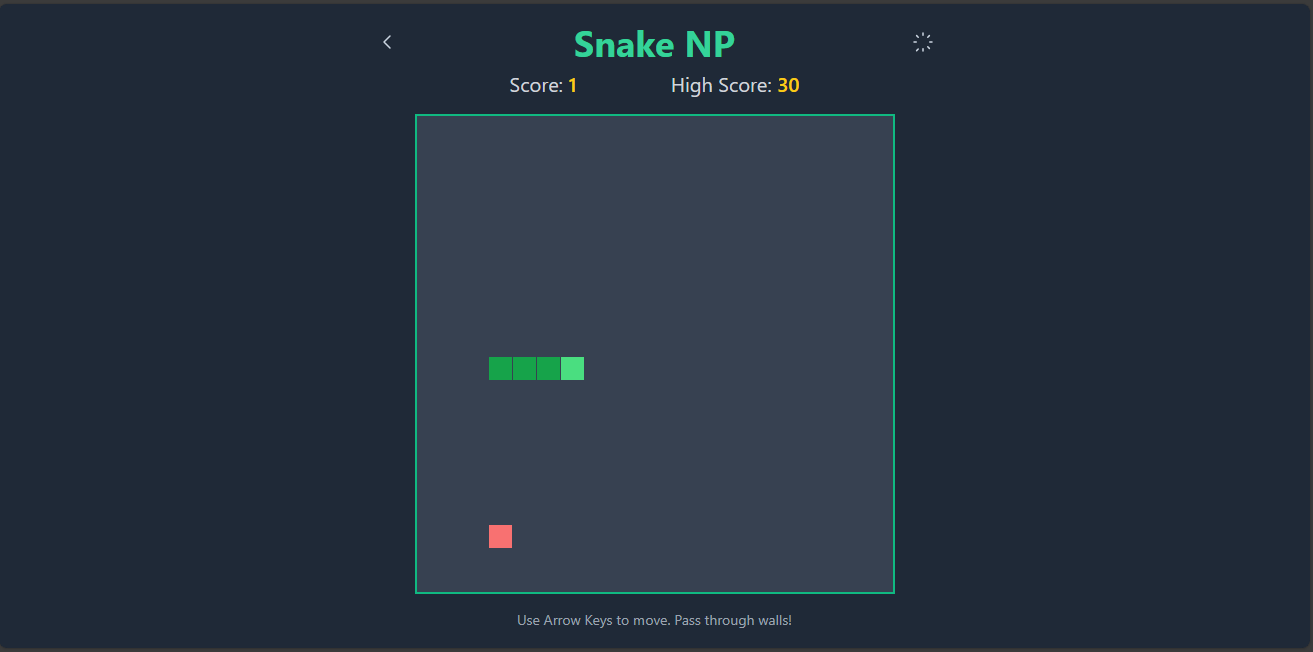 Snake NP
Score: 1 High Score: 30
Use Arrow Keys to move. Pass through walls!